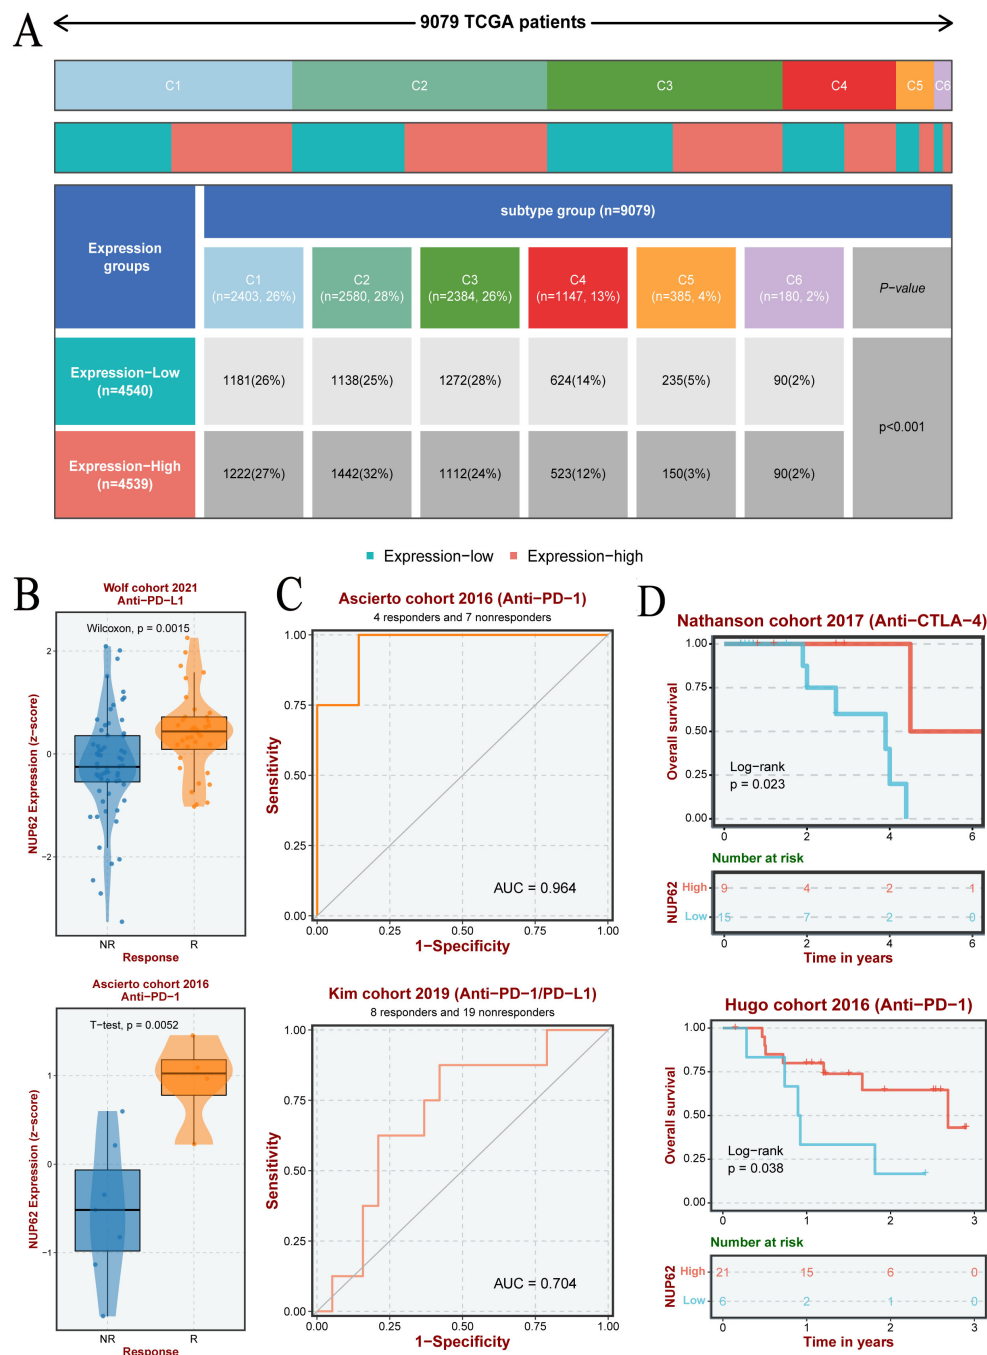 A
9079 TCGA patients
C1 C2 C3 C4 C5 C6
Expression groups
subtype group (n=9079)
C1 (n=2403, 26%)
C2 (n=2580, 28%)
C3 (n=2384, 26%)
C4 (n=1147, 13%)
C5 (n=385, 4%)
C6 (n=180, 2%)
P−value
Expression−Low (n=4540)
1181(26%) 1138(25%) 1272(28%) 624(14%) 235(5%) 90(2%)
p<0.001
Expression−High (n=4539)
1222(27%) 1442(32%) 1112(24%) 523(12%) 150(3%) 90(2%)
Expression−low Expression−high
B
Wolf cohort 2021
Anti−PD−L1
Wilcoxon, p = 0.0015
NUP62 Expression (z−score)
2
0
−2
NR R
Response
Ascierto cohort 2016
Anti−PD−1
T−test, p = 0.0052
NUP62 Expression (z−score)
1
0
−1
NR R
Response
C
Ascierto cohort 2016 (Anti−PD−1)
4 responders and 7 nonresponders
Sensitivity
1.00
0.75
0.50
0.25
0.00
AUC = 0.964
0.00 0.25 0.50 0.75 1.00
1−Specificity
Kim cohort 2019 (Anti−PD−1/PD−L1)
8 responders and 19 nonresponders
Sensitivity
1.00
0.75
0.50
0.25
0.00
AUC = 0.704
0.00 0.25 0.50 0.75 1.00
1−Specificity
D
Nathanson cohort 2017 (Anti−CTLA−4)
Overall survival
1.00
0.75
0.50
0.25
0.00
Log−rank
p = 0.023
0 2 4 6
Number at risk
NUP62
High 9 4 2 1
Low 15 7 2 0
0 2 4 6
Time in years
Hugo cohort 2016 (Anti−PD−1)
Overall survival
1.00
0.75
0.50
0.25
0.00
Log−rank
p = 0.038
0 1 2 3
Number at risk
NUP62
High 21 15 6 0
Low 6 2 1 0
0 1 2 3
Time in years